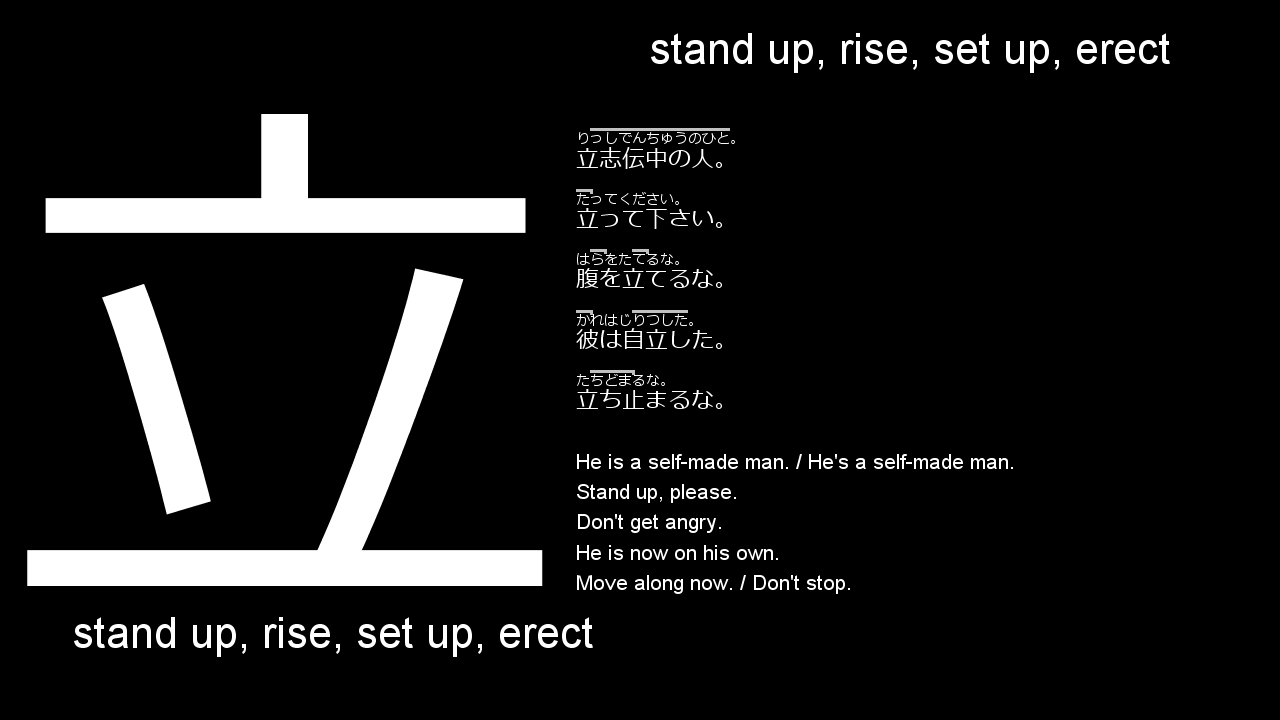 stand up, rise, set up, erect
立
りっしでんちゅうのひと。
立志伝中の人。
たってください。
立って下さい。
はらをたてるな。
腹を立てるな。
かれはじりつした。
彼は自立した。
たちどまるな。
立ち止まるな。
He is a self-made man. / He's a self-made man.
Stand up, please.
Don't get angry.
He is now on his own.
Move along now. / Don't stop.
stand up, rise, set up, erect